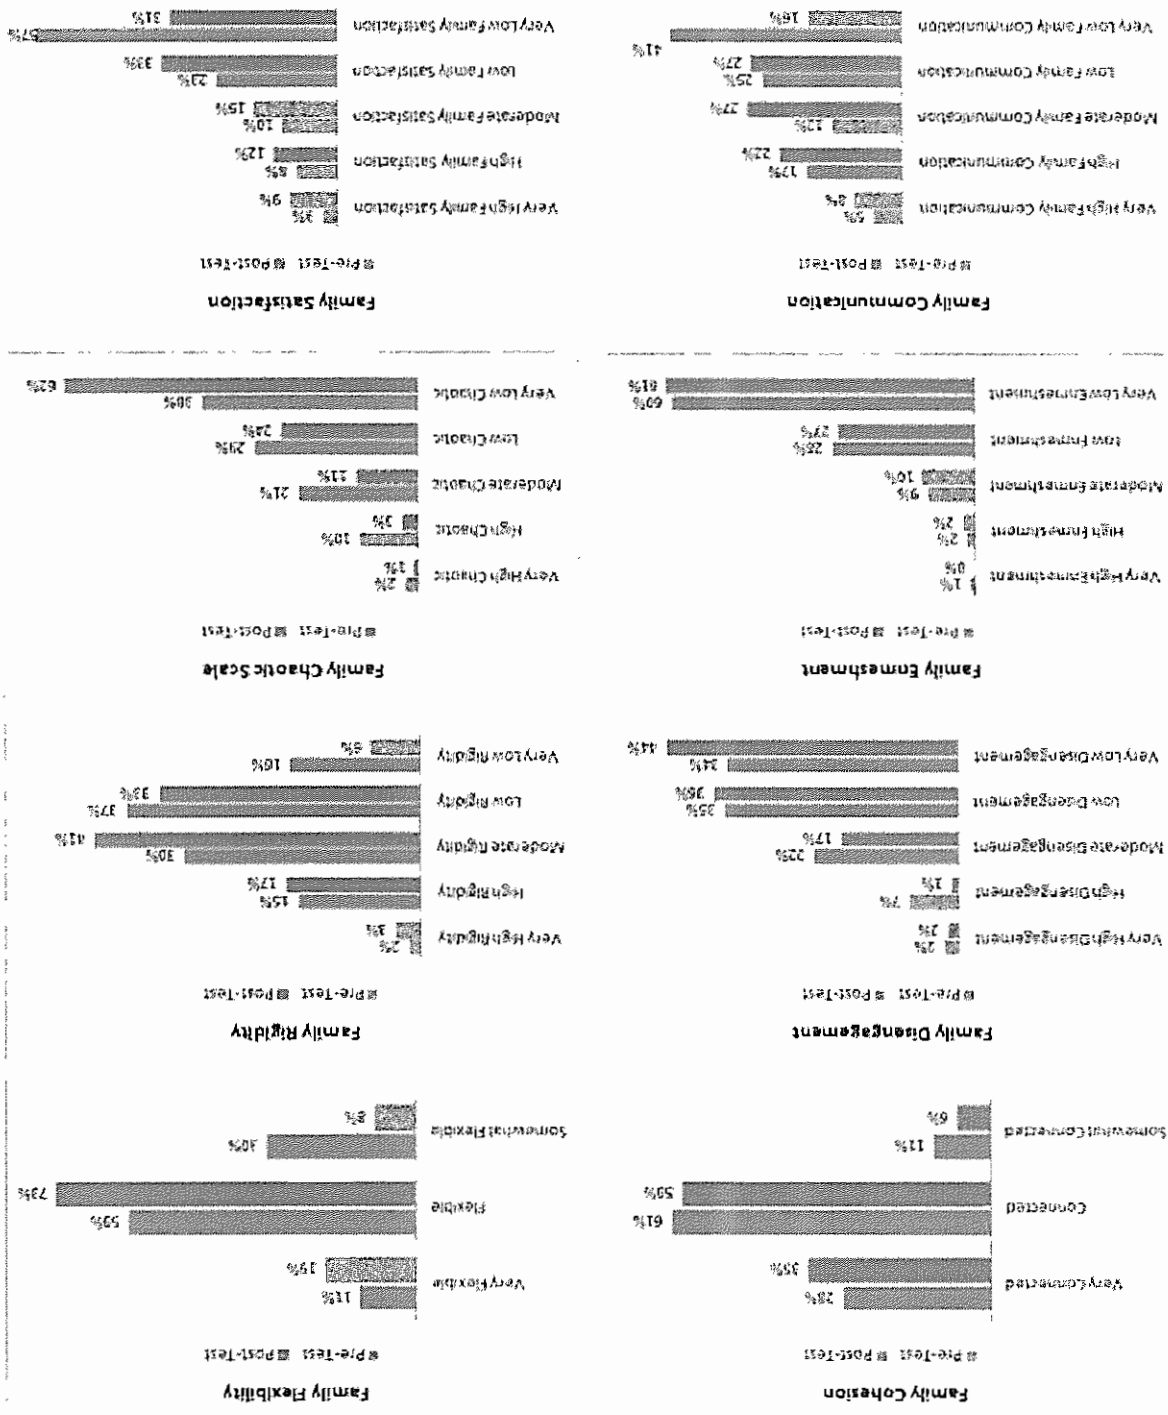 Family Cohesion
Pre-Test Post-Test
Very Connected
28%
35%
Connected
61%
59%
Somewhat Connected
11%
6%
Family Flexibility
Pre-Test Post-Test
Very Flexible
11%
19%
Flexible
59%
73%
Somewhat Flexible
30%
8%
Family Disengagement
Pre-Test Post-Test
Very High Disengagement
2%
2%
High Disengagement
7%
1%
Moderate Disengagement
22%
17%
Low Disengagement
35%
36%
Very Low Disengagement
34%
44%
Family Rigidity
Pre-Test Post-Test
Very High Rigidity
2%
3%
High Rigidity
15%
17%
Moderate Rigidity
30%
41%
Low Rigidity
37%
33%
Very Low Rigidity
16%
6%
Family Enmeshment
Pre-Test Post-Test
Very High Enmeshment
1%
0%
High Enmeshment
2%
2%
Moderate Enmeshment
9%
10%
Low Enmeshment
28%
27%
Very Low Enmeshment
60%
61%
Family Chaotic Scale
Pre-Test Post-Test
Very High Chaotic
2%
1%
High Chaotic
10%
3%
Moderate Chaotic
21%
11%
Low Chaotic
29%
24%
Very Low Chaotic
38%
62%
Family Communication
Pre-Test Post-Test
Very High Family Communication
5%
8%
High Family Communication
17%
22%
Moderate Family Communication
12%
27%
Low Family Communication
25%
27%
Very Low Family Communication
41%
16%
Family Satisfaction
Pre-Test Post-Test
Very High Family Satisfaction
3%
9%
High Family Satisfaction
8%
12%
Moderate Family Satisfaction
10%
15%
Low Family Satisfaction
23%
33%
Very Low Family Satisfaction
57%
31%